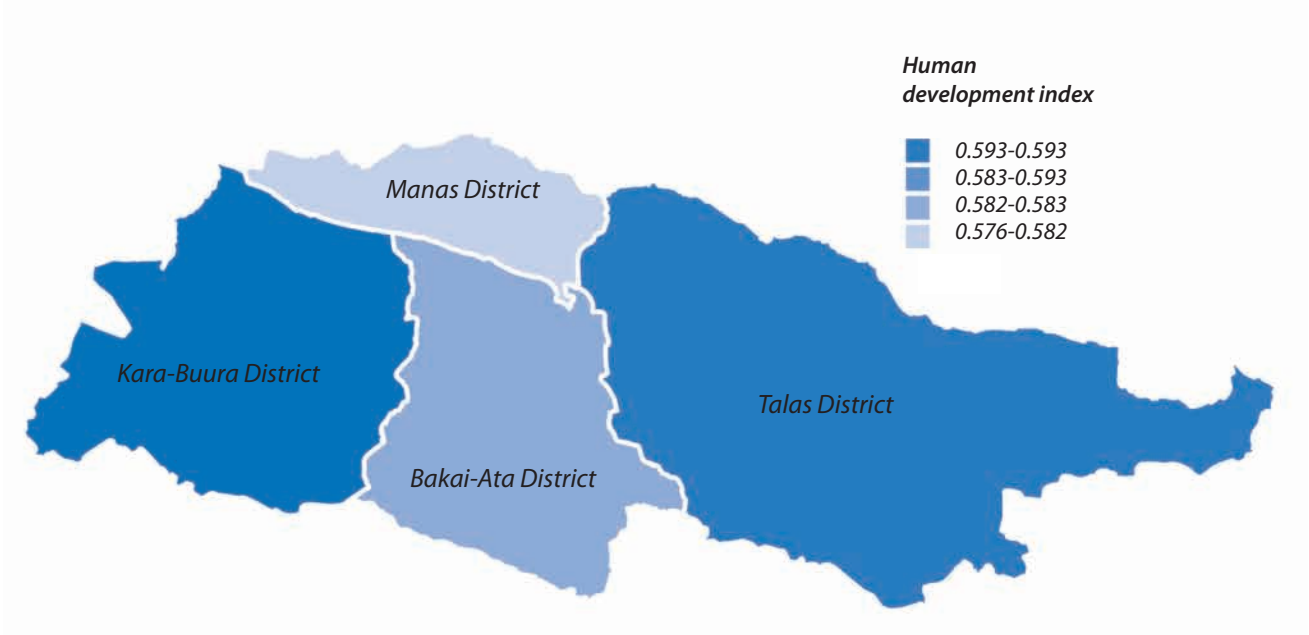 Human
development index
0.593-0.593
0.583-0.593
0.582-0.583
0.576-0.582
Manas District
Kara-Buura District
Talas District
Bakai-Ata District